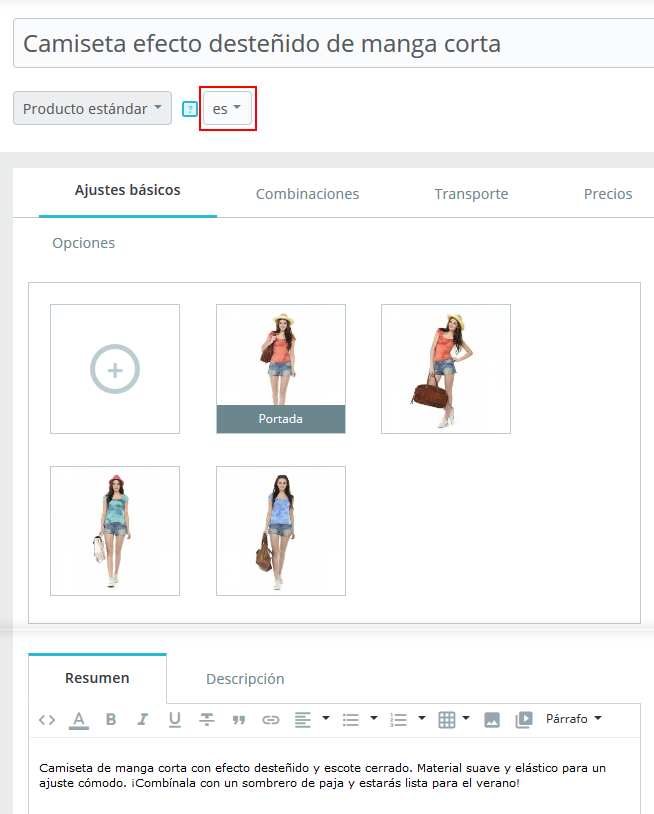 Camiseta efecto desteñido de manga corta
Producto estándar ? es
Ajustes básicos Combinaciones Transporte Precios
Opciones
Portada
Resumen Descripción
A B I U Párrafo
Camiseta de manga corta con efecto desteñido y escote cerrado. Material suave y elástico para un
ajuste cómodo. ¡Combínala con un sombrero de paja y estarás lista para el verano!